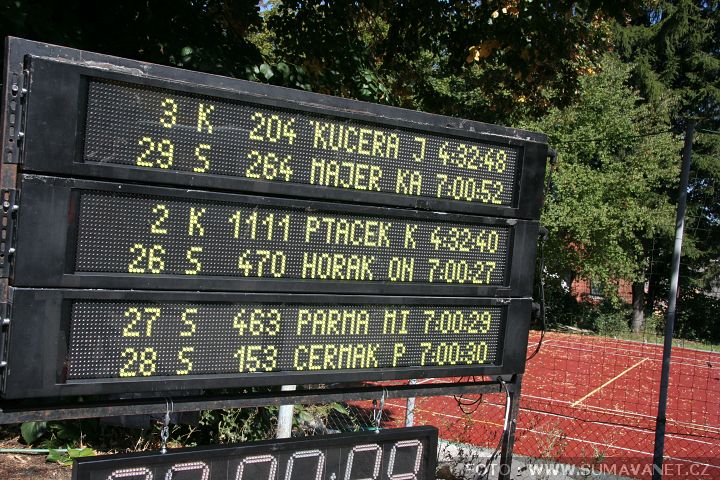 3 K 204 KUCERA J 4:32:48
29 S 264 MAJER KA 7:00:52
2 K 1111 PTACEK K 4:32:40
26 S 470 HORAK ON 7:00:27
27 S 463 PARMA MI 7:00:29
28 S 153 CERMAK P 7:00:30
FOTO : WWW.SUMAVANET.CZ